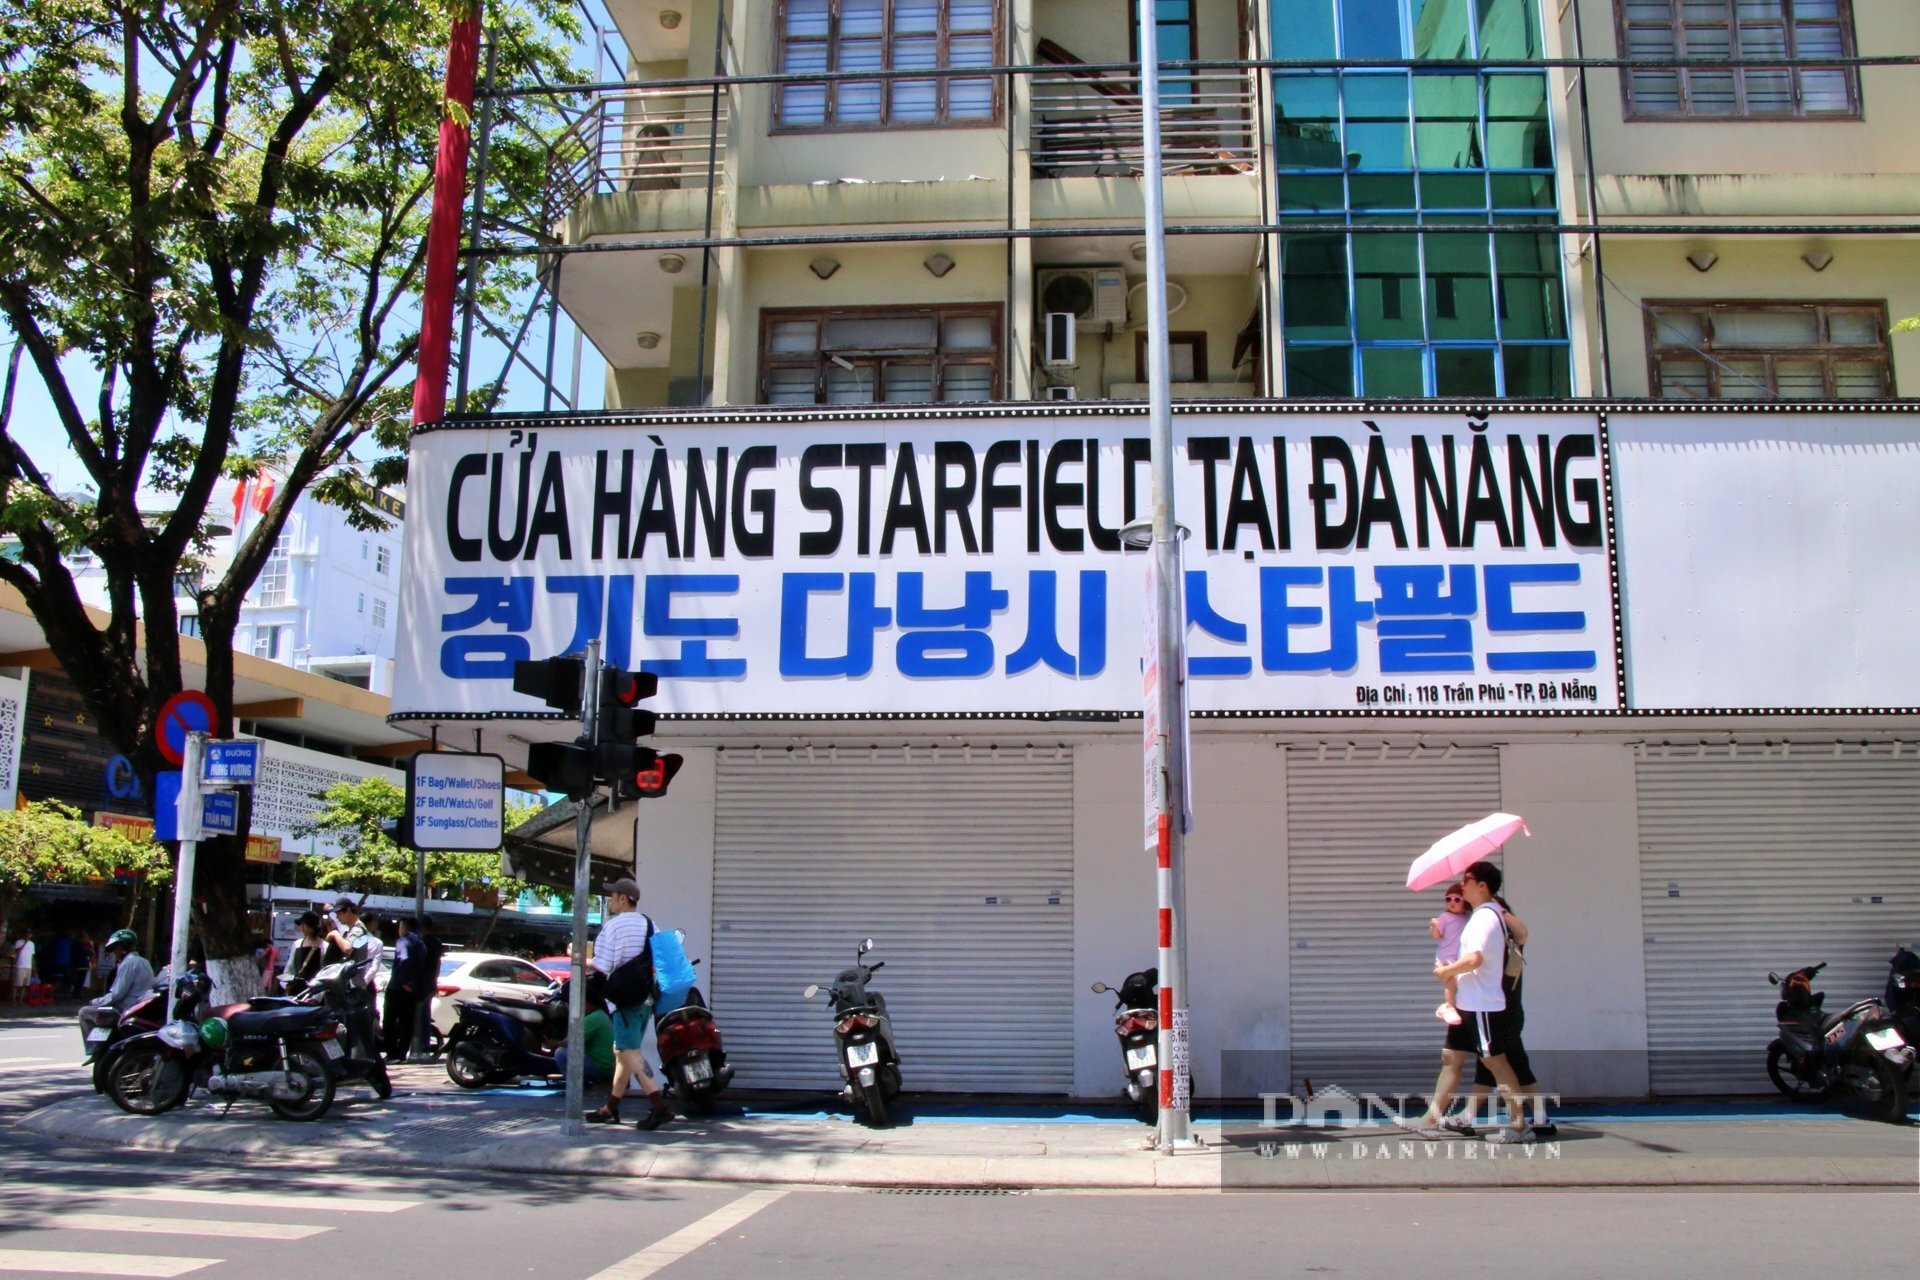 CỬA HÀNG STARFIELD TẠI ĐÀ NẴNG
경기도 다낭시 스타필드
Địa Chỉ : 118 Trần Phú - TP, Đà Nẵng
ĐƯỜNG
HÙNG VƯƠNG
ĐƯỜNG
TRẦN PHÚ
1F Bag/Wallet/Shoes
2F Belt/Watch/Golf
3F Sunglass/Clothes
DÂN VIỆT
WWW.DANVIET.VN